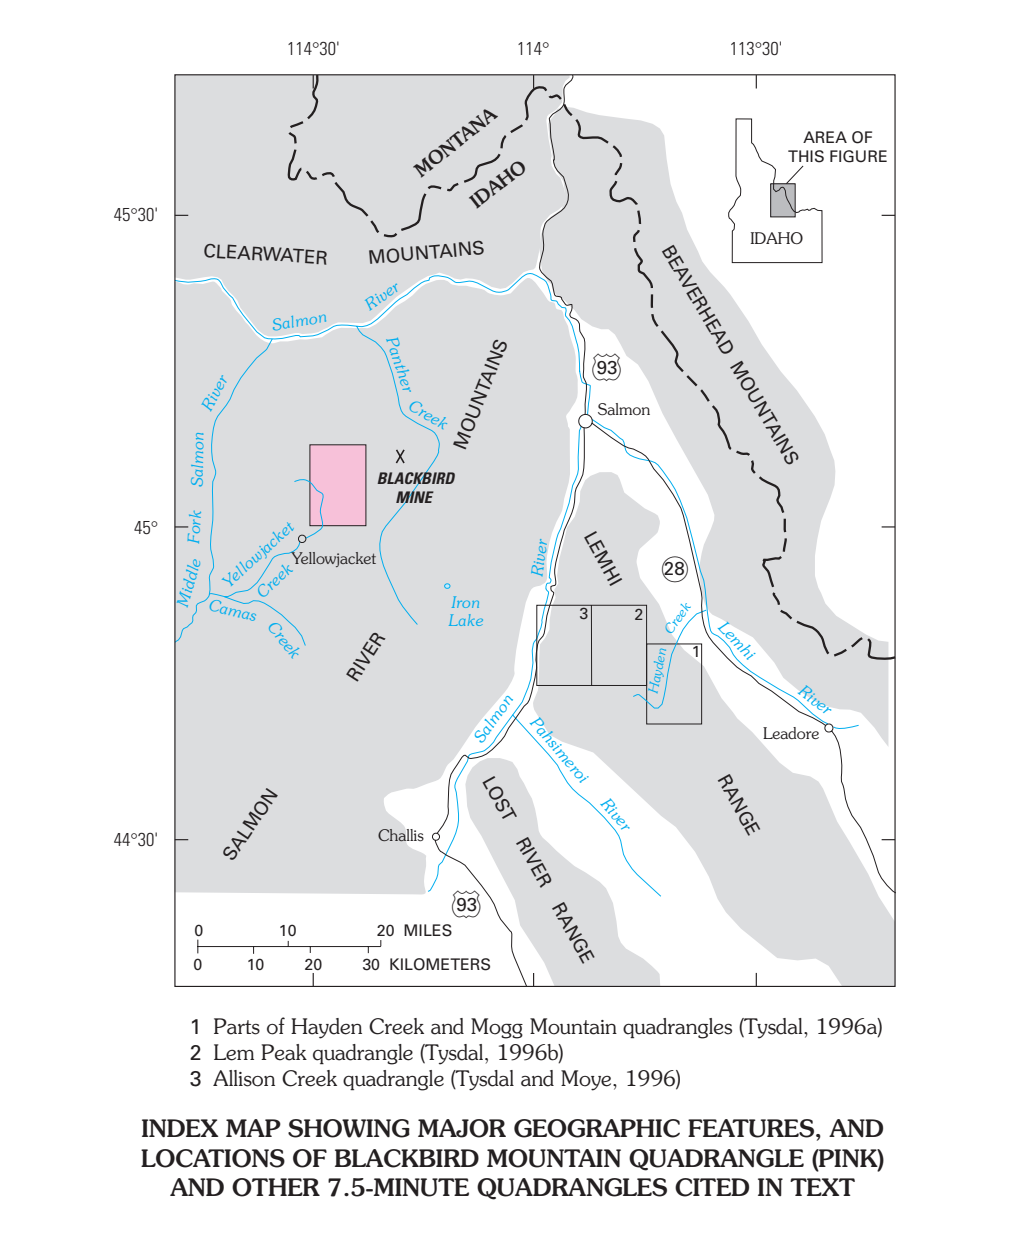 114°30'
114°
113°30'
45°30'
45°
44°30'
MONTANA
IDAHO
AREA OF
THIS FIGURE
IDAHO
CLEARWATER MOUNTAINS
BEAVERHEAD MOUNTAINS
Salmon River
Panther Creek
MOUNTAINS
93
Salmon
Middle Fork Salmon River
X
BLACKBIRD
MINE
Yellowjacket
Creek
Yellowjacket
Camas Creek
Iron
Lake
River
LEMHI
28
3
2
1
Creek
Hayden
Lemhi River
RIVER
Salmon
Pahsimeroi River
Leadore
SALMON
Challis
LOST RIVER RANGE
RANGE
93
0 10 20 MILES
0 10 20 30 KILOMETERS
1 Parts of Hayden Creek and Mogg Mountain quadrangles (Tysdal, 1996a)
2 Lem Peak quadrangle (Tysdal, 1996b)
3 Allison Creek quadrangle (Tysdal and Moye, 1996)
INDEX MAP SHOWING MAJOR GEOGRAPHIC FEATURES, AND
LOCATIONS OF BLACKBIRD MOUNTAIN QUADRANGLE (PINK)
AND OTHER 7.5-MINUTE QUADRANGLES CITED IN TEXT